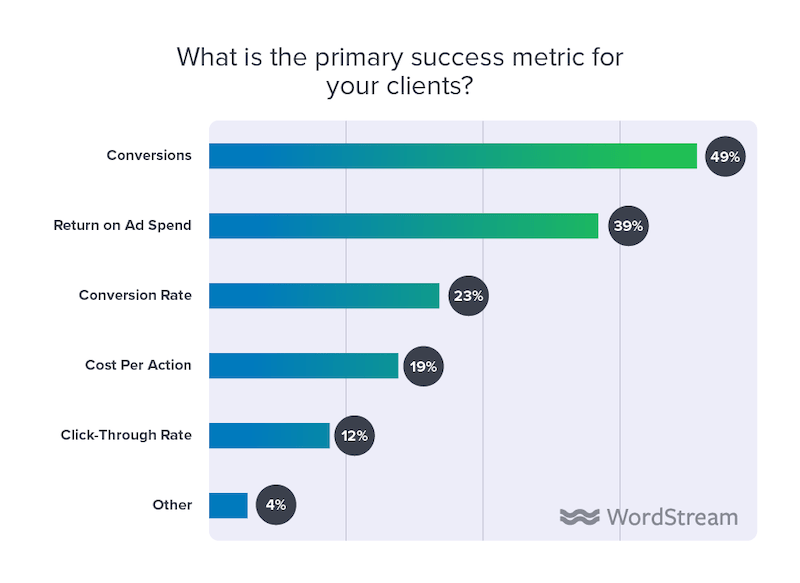 What is the primary success metric for
your clients?
Conversions 49%
Return on Ad Spend 39%
Conversion Rate 23%
Cost Per Action 19%
Click-Through Rate 12%
Other 4%
WordStream